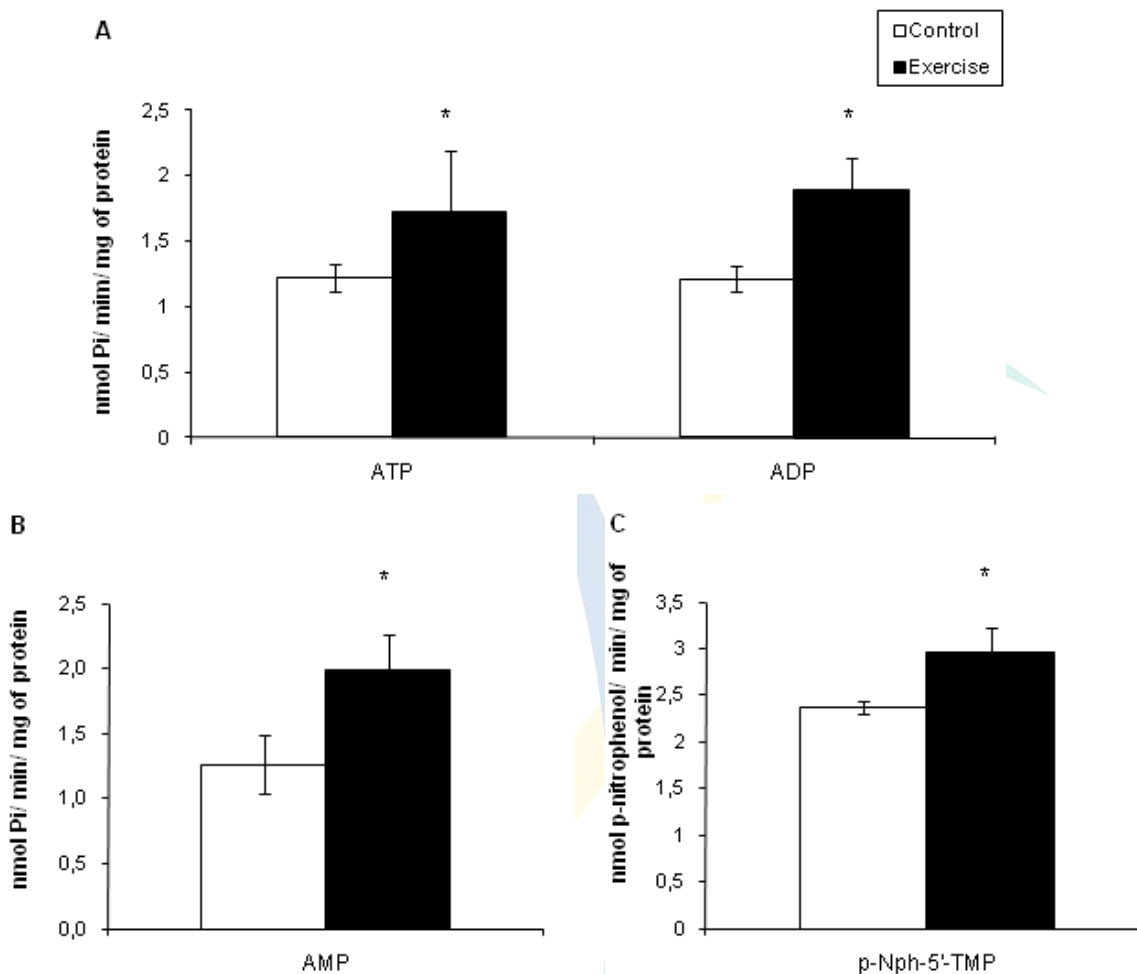 A
Control
Exercise
nmol Pi/ mim/ mg of protein
2,5
2
1,5
1
0,5
0
*
*
ATP
ADP
B
nmol Pi/ min/ mg of protein
2,5
2,0
1,5
1,0
0,5
0,0
*
AMP
C
nmol p-nitrophenol/ min/ mg of
protein
3,5
3
2,5
2
1,5
1
0,5
0
*
p-Nph-5'-TMP